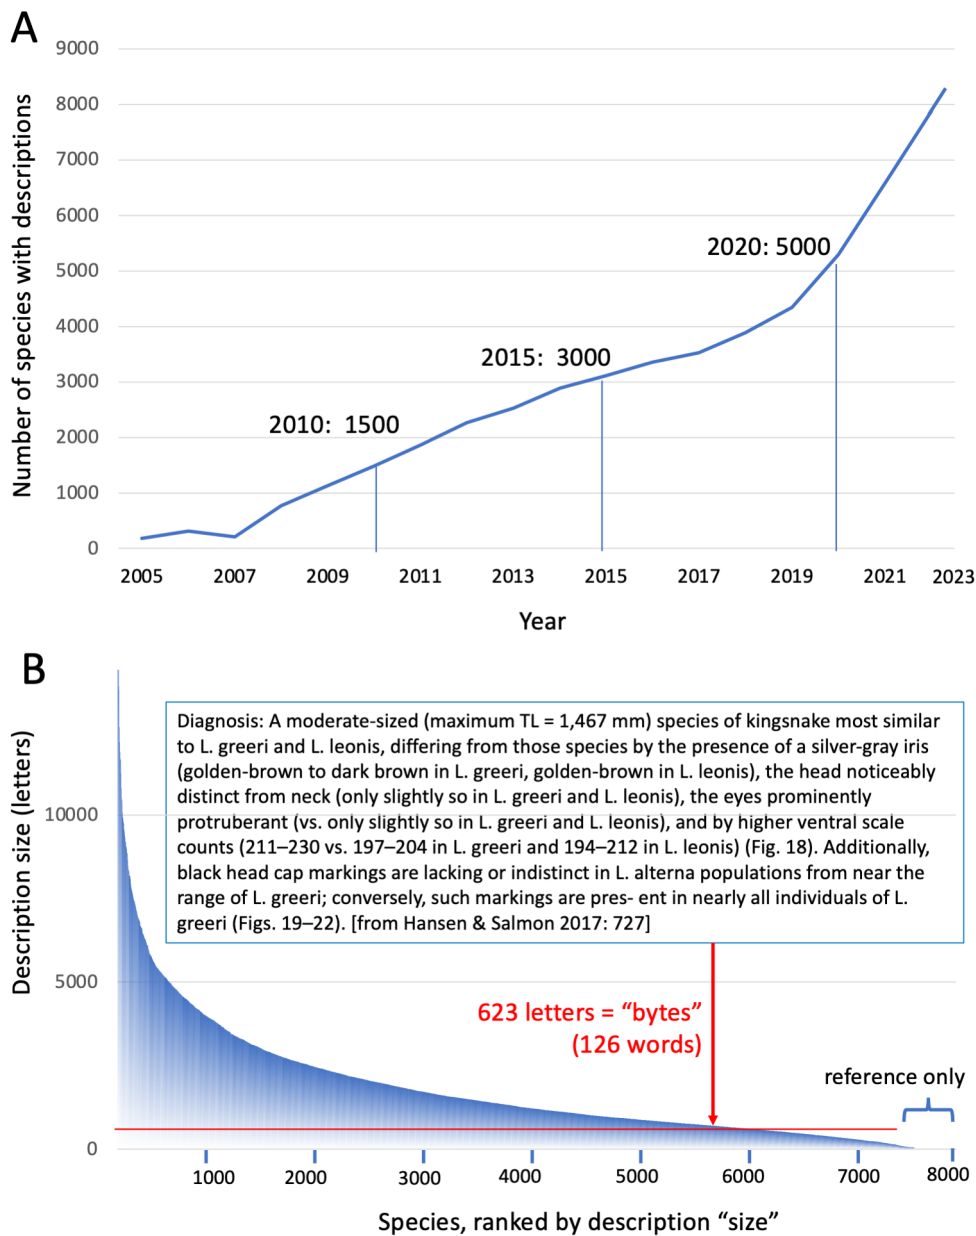 A
9000
8000
7000
6000
5000
4000
3000
2000
1000
0
Number of species with descriptions
2020: 5000
2015: 3000
2010: 1500
2005 2007 2009 2011 2013 2015 2017 2019 2021 2023
Year
B
Description size (letters)
10000
5000
0
Diagnosis: A moderate-sized (maximum TL = 1,467 mm) species of kingsnake most similar
to L. greeri and L. leonis, differing from those species by the presence of a silver-gray iris
(golden-brown to dark brown in L. greeri, golden-brown in L. leonis), the head noticeably
distinct from neck (only slightly so in L. greeri and L. leonis), the eyes prominently
protruberant (vs. only slightly so in L. greeri and L. leonis), and by higher ventral scale
counts (211–230 vs. 197–204 in L. greeri and 194–212 in L. leonis) (Fig. 18). Additionally,
black head cap markings are lacking or indistinct in L. alterna populations from near the
range of L. greeri; conversely, such markings are pres- ent in nearly all individuals of L.
greeri (Figs. 19–22). [from Hansen & Salmon 2017: 727]
623 letters = “bytes”
(126 words)
reference only
1000 2000 3000 4000 5000 6000 7000 8000
Species, ranked by description “size”